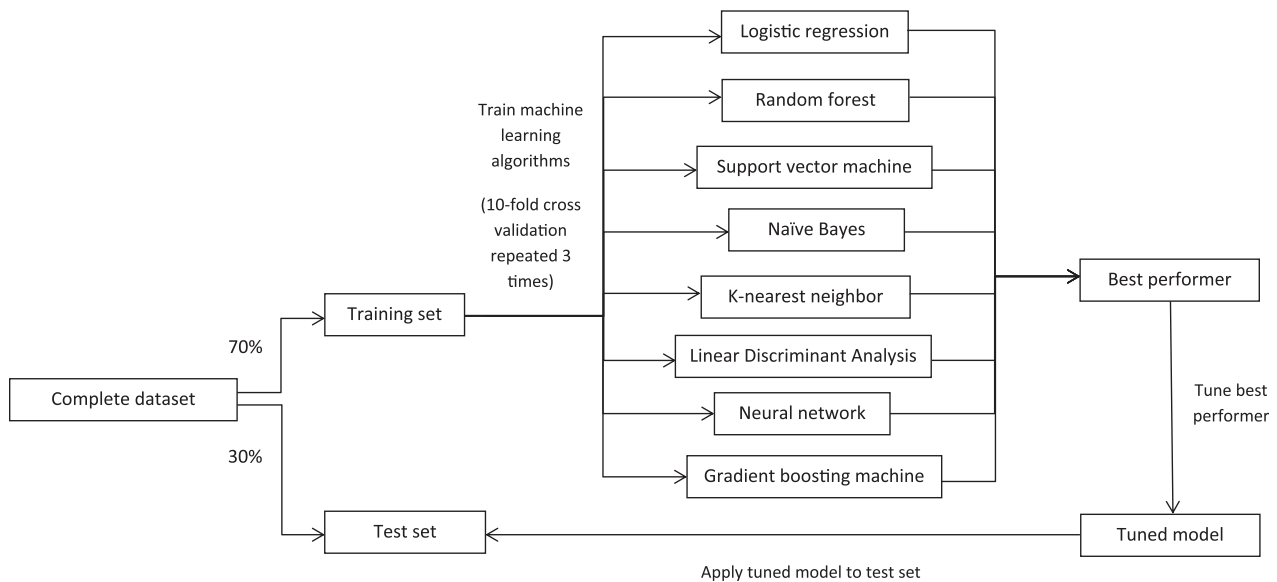 Logistic regression
Random forest
Train machine
learning
algorithms
Support vector machine
(10-fold cross
validation
repeated 3
times)
Naïve Bayes
K-nearest neighbor
Best performer
Training set
70%
Linear Discriminant Analysis
Complete dataset
Neural network
Tune best
performer
30%
Gradient boosting machine
Test set
Tuned model
Apply tuned model to test set